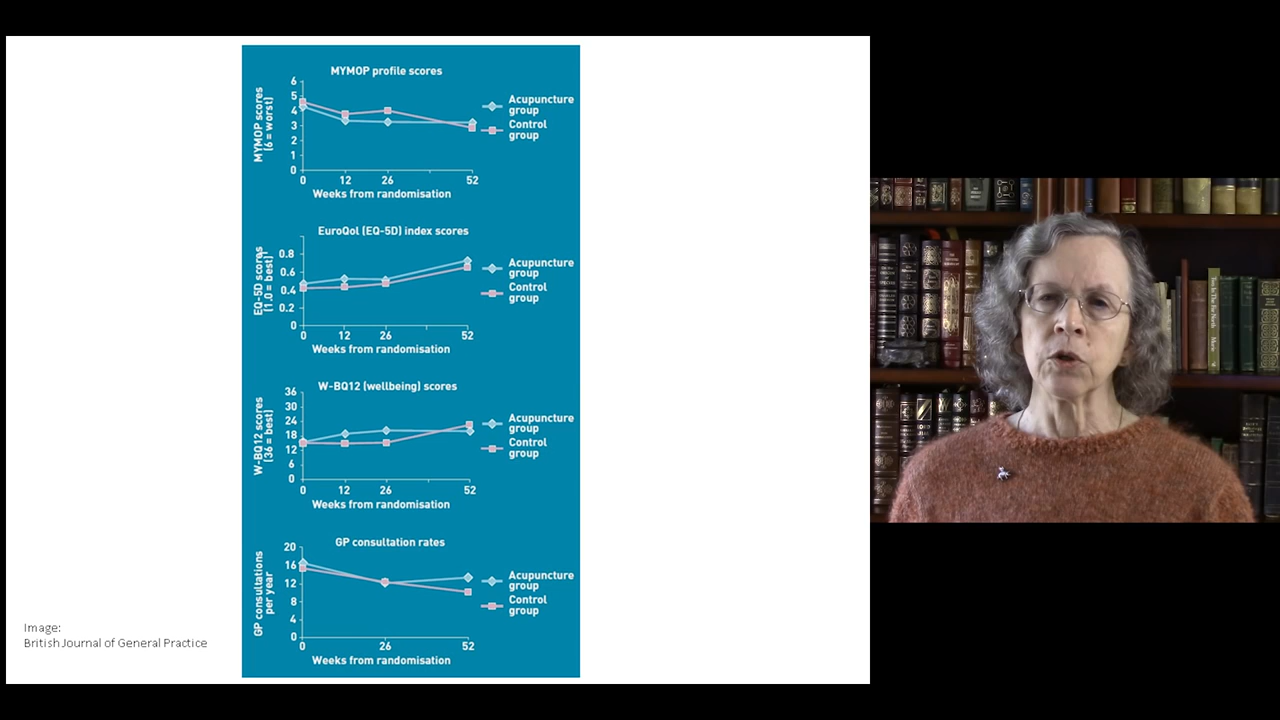 MYMOP profile scores
MYMOP scores
(6 = worst)
6
5
4
3
2
1
0
0 12 26 52
Weeks from randomisation
Acupuncture
group
Control
group
EuroQol (EQ-5D) index scores
EQ-5D scores
(1.0 = best)
0.8
0.6
0.4
0.2
0
0 12 26 52
Weeks from randomisation
Acupuncture
group
Control
group
W-BQ12 (wellbeing) scores
W-BQ12 scores
(36 = best)
36
30
24
18
12
6
0
0 12 26 52
Weeks from randomisation
Acupuncture
group
Control
group
GP consultation rates
GP consultations
per year
20
16
12
8
4
0
0 26 52
Weeks from randomisation
Acupuncture
group
Control
group
Image:
British Journal of General Practice